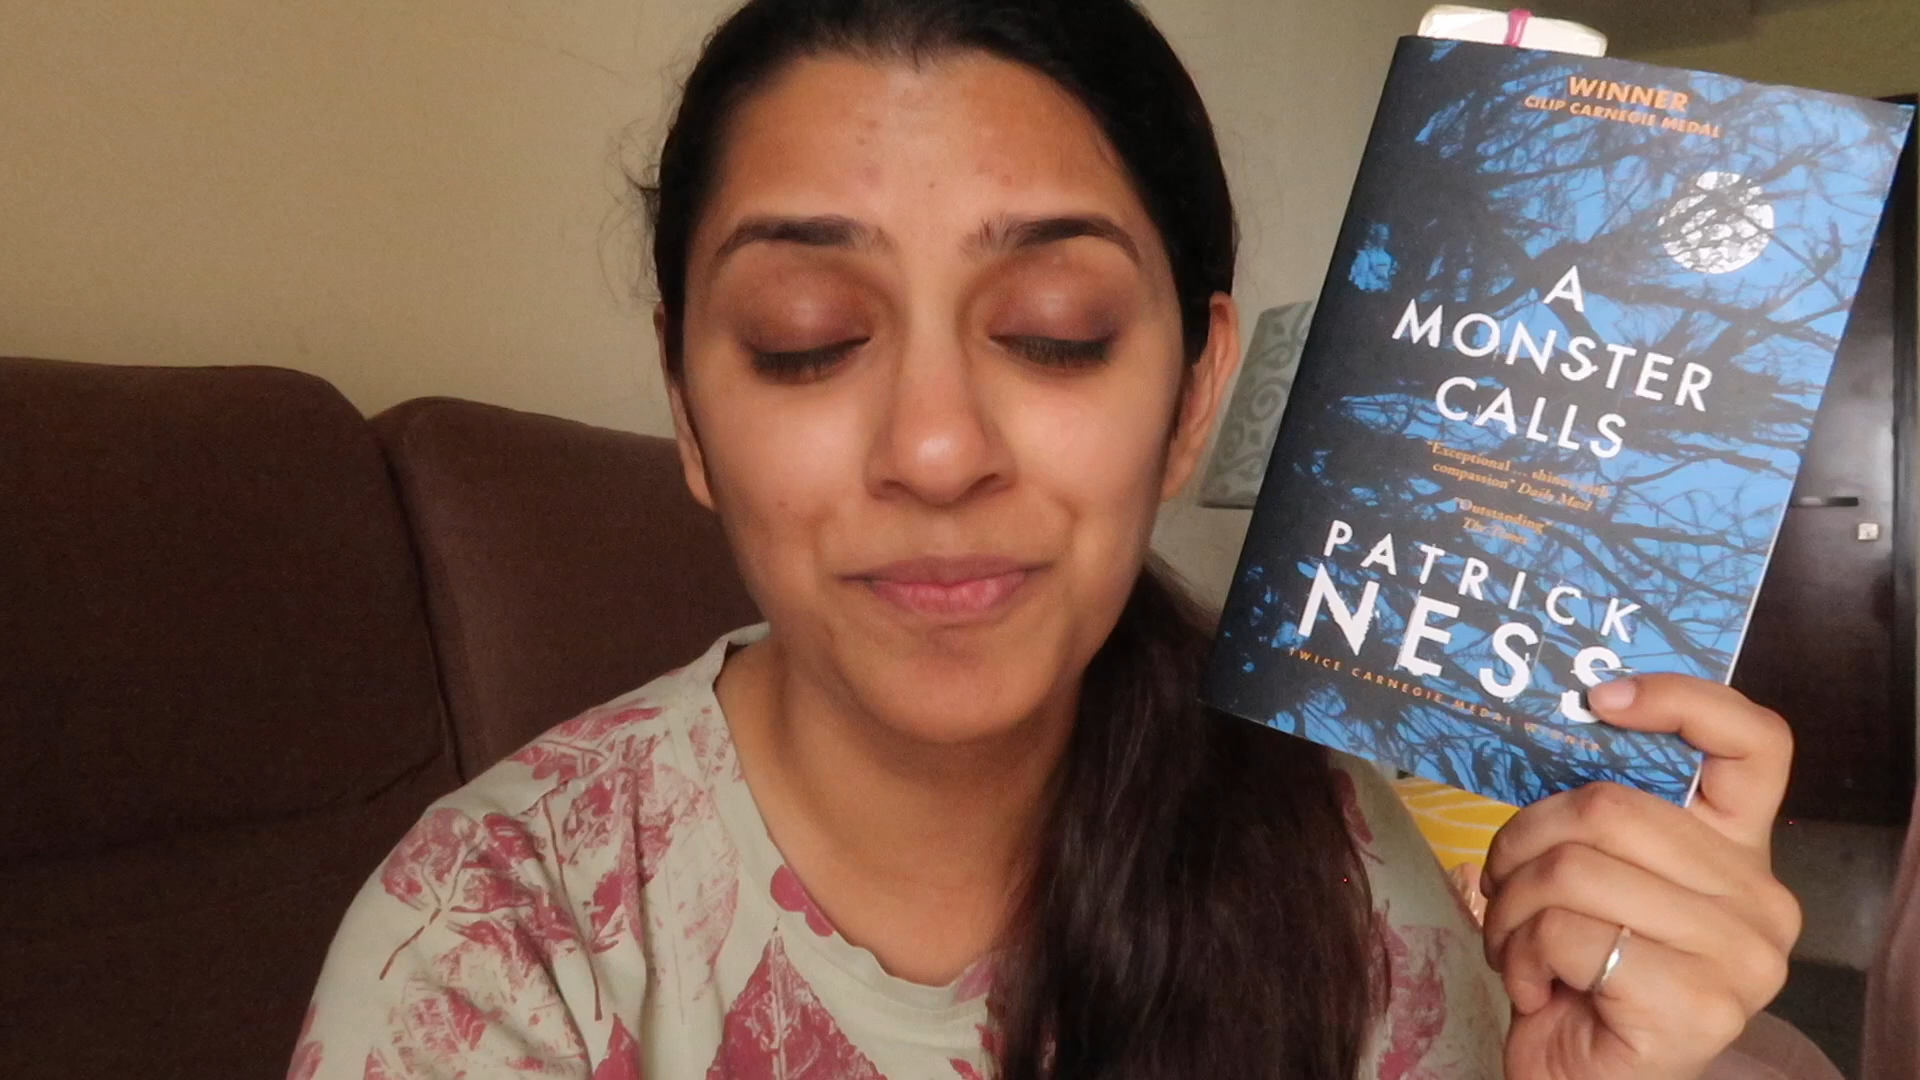 WINNER
CILIP CARNEGIE MEDAL
A
MONSTER
CALLS
"Exceptional ... shines with
compassion" Daily Mail
"Outstanding"
The Times
PATRICK
NESS
TWICE CARNEGIE MEDAL WINNER